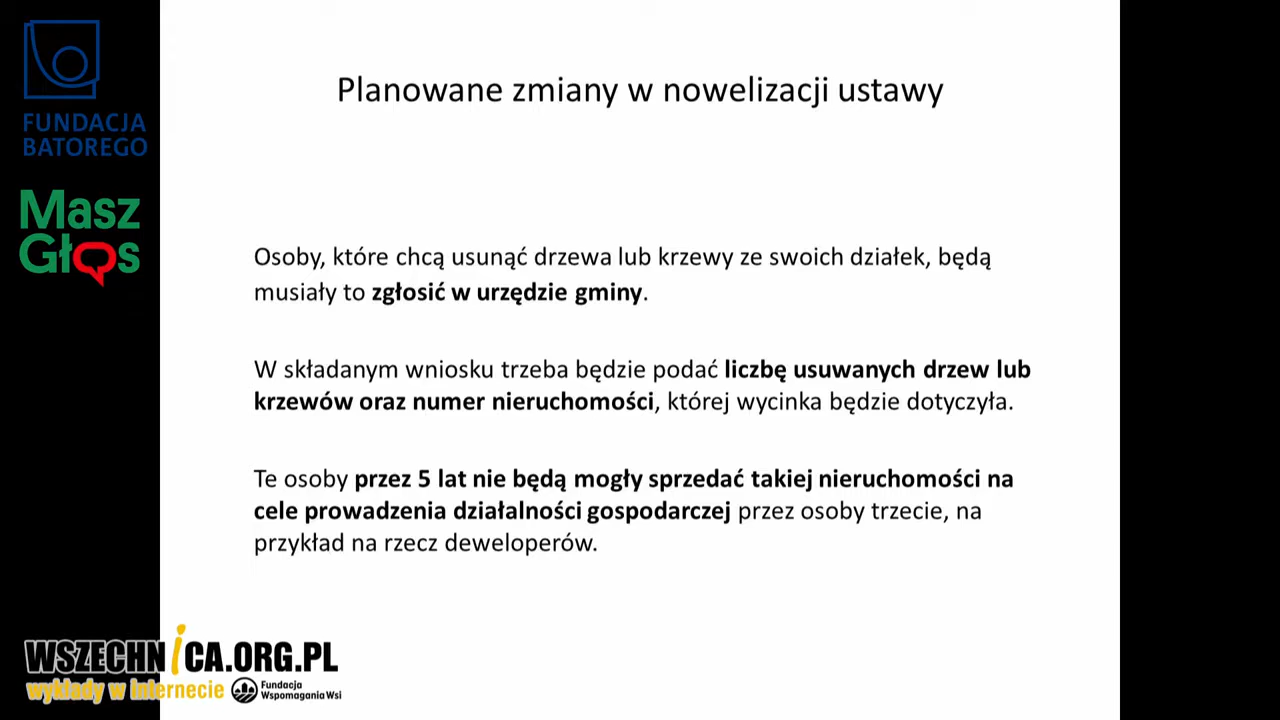 FUNDACJA
BATOREGO
Masz
Głos
Planowane zmiany w nowelizacji ustawy
Osoby, które chcą usunąć drzewa lub krzewy ze swoich działek, będą
musiały to zgłosić w urzędzie gminy.
W składanym wniosku trzeba będzie podać liczbę usuwanych drzew lub
krzewów oraz numer nieruchomości, której wycinka będzie dotyczyła.
Te osoby przez 5 lat nie będą mogły sprzedać takiej nieruchomości na
cele prowadzenia działalności gospodarczej przez osoby trzecie, na
przykład na rzecz deweloperów.
WSZECHNICA.ORG.PL
wykłady w internecie
Fundacja
Wspomagania Wsi